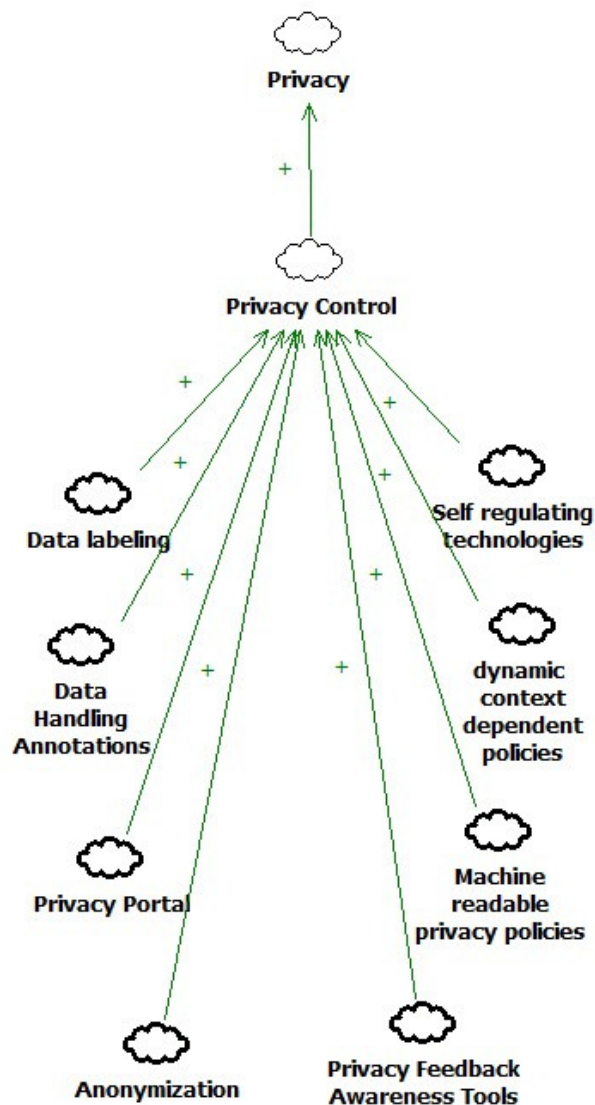 Privacy
+
Privacy Control
+
+
Data labeling
+
+
Self regulating
technologies
+
+
Data
Handling
Annotations
+
+
dynamic
context
dependent
policies
Privacy Portal
Machine
readable
privacy policies
Anonymization
Privacy Feedback
Awareness Tools